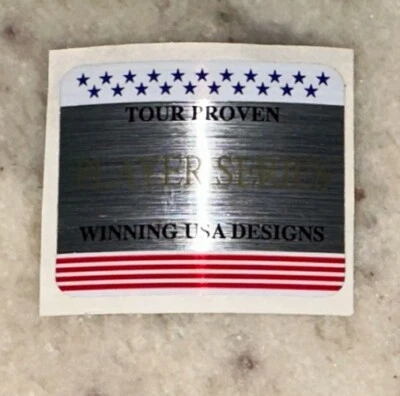 TOUR PROVEN
PLAYER SERIES
WINNING USA DESIGNS